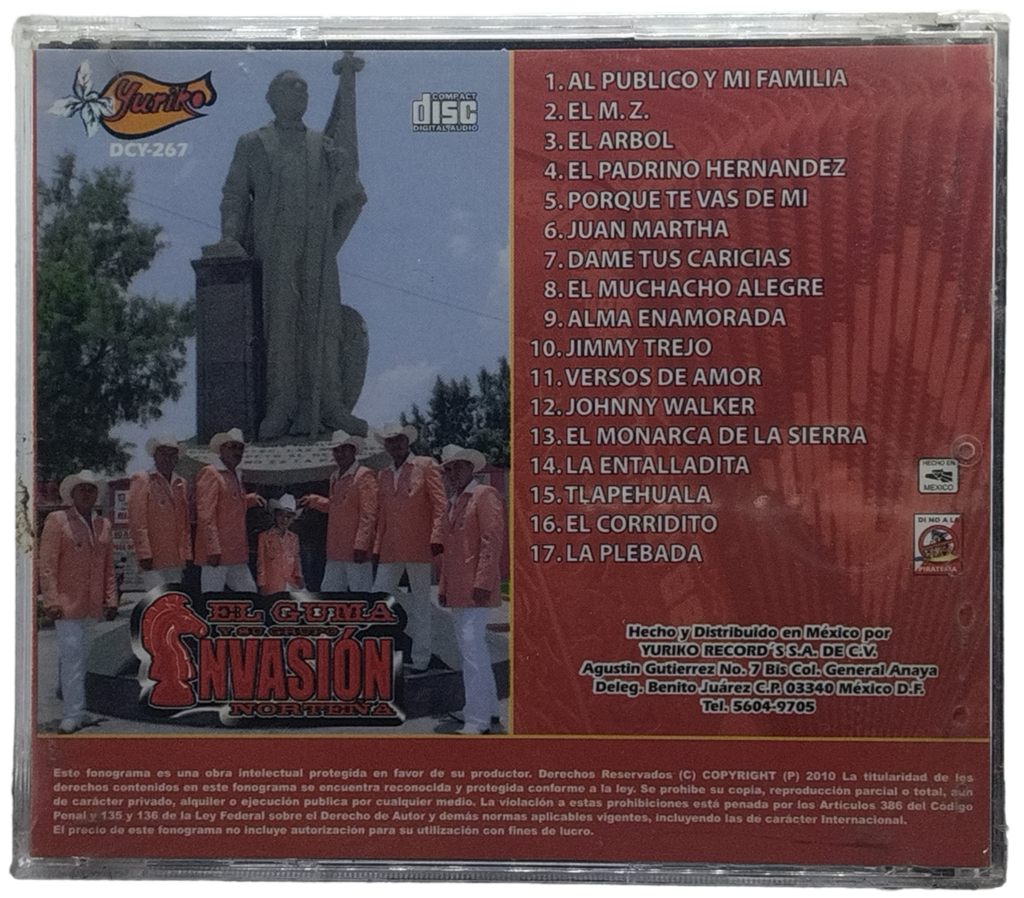 Yuriko
DCY-267
COMPACT
disc
DIGITAL AUDIO
1. AL PUBLICO Y MI FAMILIA
2. EL M. Z.
3. EL ARBOL
4. EL PADRINO HERNANDEZ
5. PORQUE TE VAS DE MI
6. JUAN MARTHA
7. DAME TUS CARICIAS
8. EL MUCHACHO ALEGRE
9. ALMA ENAMORADA
10. JIMMY TREJO
11. VERSOS DE AMOR
12. JOHNNY WALKER
13. EL MONARCA DE LA SIERRA
14. LA ENTALLADITA
15. TLAPEHUALA
16. EL CORRIDITO
17. LA PLEBADA
HECHO EN
MEXICO
DI NO A LA
PIRATERIA
EL GUMA
Y SU GRUPO
INVASIÓN
NORTEÑA
Hecho y Distribuido en México por
YURIKO RECORD´S S.A. DE C.V.
Agustin Gutierrez No. 7 Bis Col. General Anaya
Deleg. Benito Juárez C.P. 03340 México D.F.
Tel. 5604-9705
Este fonograma es una obra intelectual protegida en favor de su productor. Derechos Reservados (C) COPYRIGHT (P) 2010 La titularidad de los
derechos contenidos en este fonograma se encuentra reconocida y protegida conforme a la ley. Se prohibe su copia, reproducción parcial o total, aún
de carácter privado, alquiler o ejecución publica por cualquier medio. La violación a estas prohibiciones está penada por los Artículos 386 del Código
Penal y 135 y 136 de la Ley Federal sobre el Derecho de Autor y demás normas aplicables vigentes, incluyendo las de carácter Internacional.
El precio de este fonograma no incluye autorización para su utilización con fines de lucro.